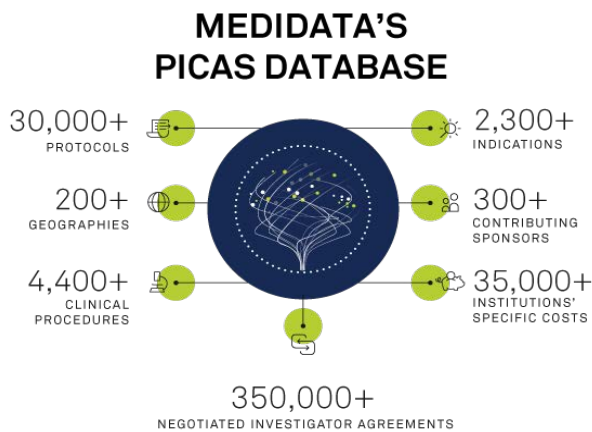 MEDIDATA'S
PICAS DATABASE
30,000+
PROTOCOLS
200+
GEOGRAPHIES
4,400+
CLINICAL
PROCEDURES
2,300+
INDICATIONS
300+
CONTRIBUTING
SPONSORS
35,000+
INSTITUTIONS'
SPECIFIC COSTS
350,000+
NEGOTIATED INVESTIGATOR AGREEMENTS